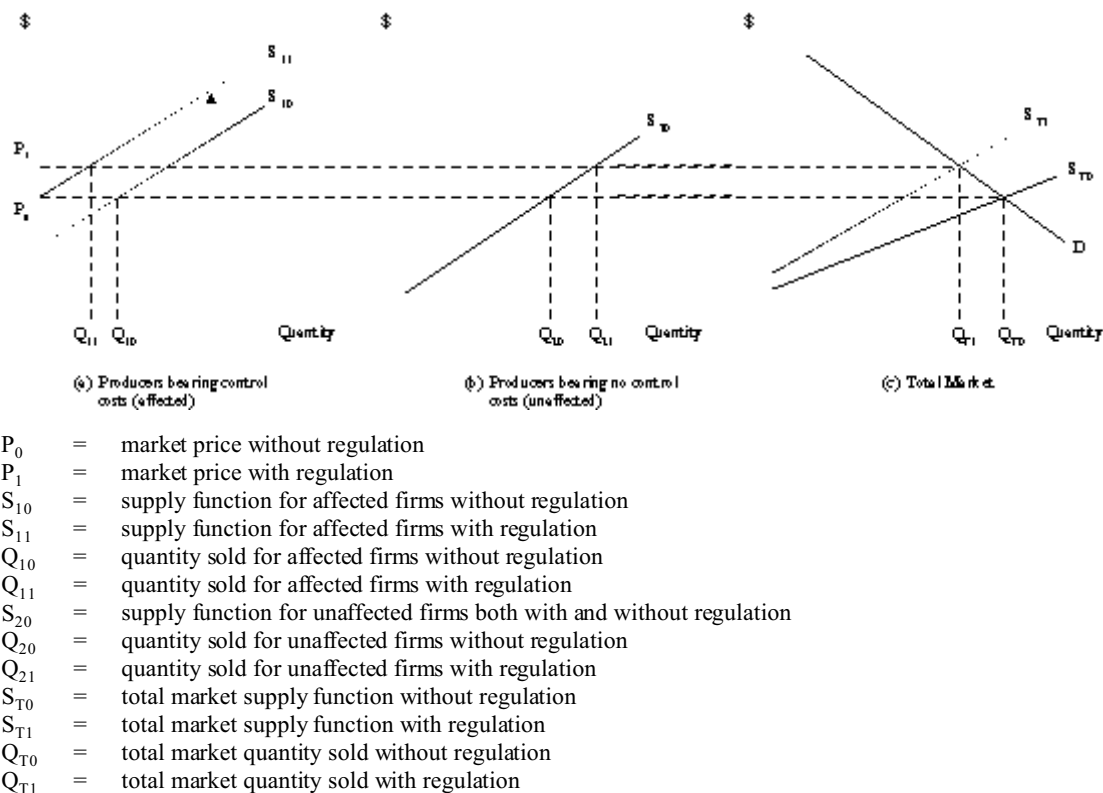 $ $ $
S11
S10
S20
ST1
ST0
P1
P0
D
Q11 Q10 Quantity Q20 Q21 Quantity QT1 QT0 Quantity
(a) Producers bearing control (b) Producers bearing no control (c) Total Market
costs (affected) costs (unaffected)
P0 = market price without regulation
P1 = market price with regulation
S10 = supply function for affected firms without regulation
S11 = supply function for affected firms with regulation
Q10 = quantity sold for affected firms without regulation
Q11 = quantity sold for affected firms with regulation
S20 = supply function for unaffected firms both with and without regulation
Q20 = quantity sold for unaffected firms without regulation
Q21 = quantity sold for unaffected firms with regulation
ST0 = total market supply function without regulation
ST1 = total market supply function with regulation
QT0 = total market quantity sold without regulation
QT1 = total market quantity sold with regulation